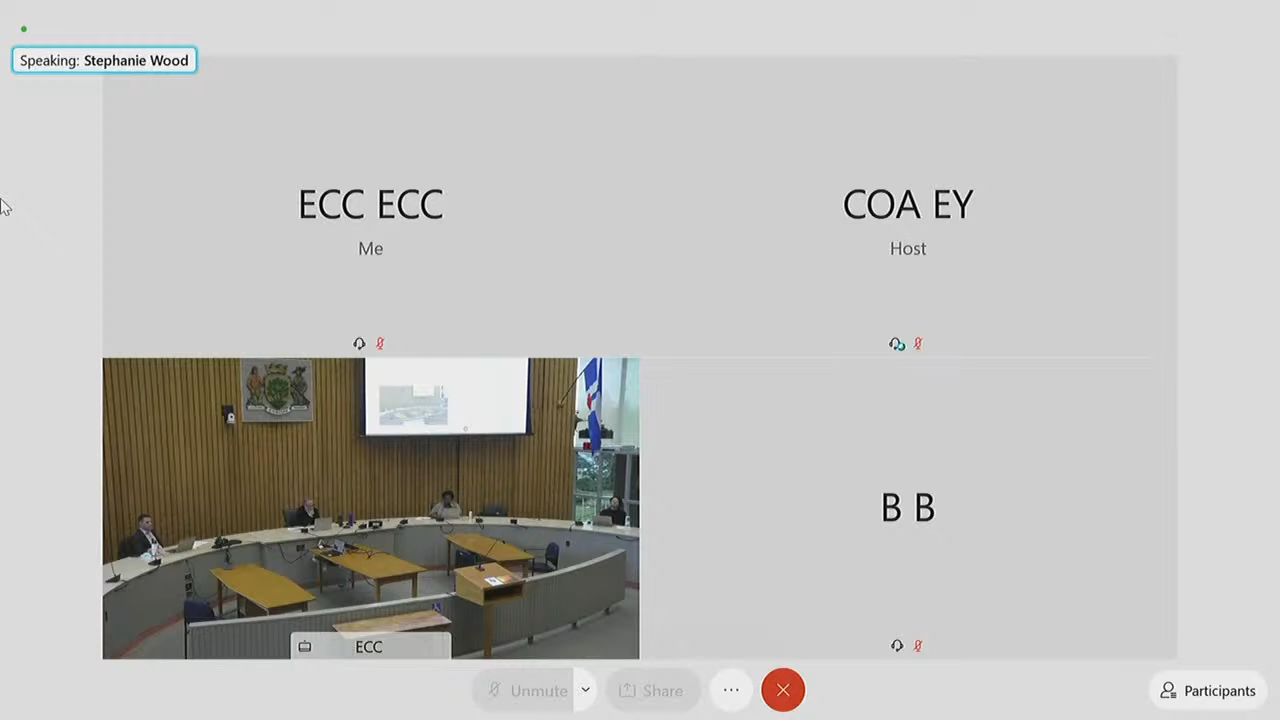 Speaking: Stephanie Wood
ECC ECC
Me
COA EY
Host
B B
ECC
Unmute
Share
Participants